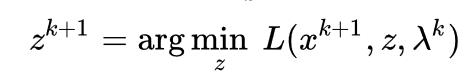 z^{k+1} = arg min_z L(x^{k+1}, z, λ^k)